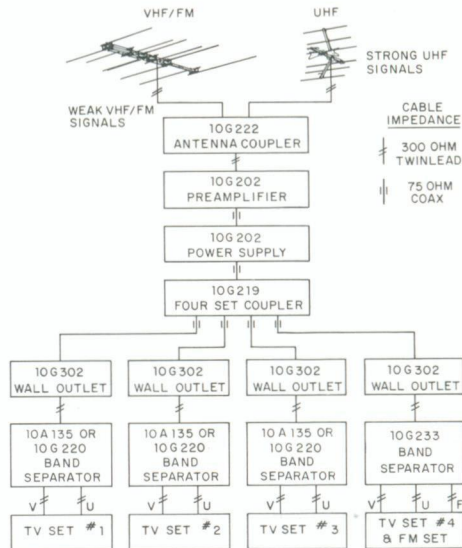 VHF/FM
UHF
STRONG UHF
SIGNALS
WEAK VHF/FM
SIGNALS
CABLE
IMPEDANCE
300 OHM
TWINLEAD
75 OHM
COAX
10G222
ANTENNA COUPLER
10G202
PREAMPLIFIER
10G202
POWER SUPPLY
10G219
FOUR SET COUPLER
10G302
WALL OUTLET
10G302
WALL OUTLET
10G302
WALL OUTLET
10G302
WALL OUTLET
10A135 OR
10G220
BAND
SEPARATOR
10A135 OR
10G220
BAND
SEPARATOR
10A135 OR
10G220
BAND
SEPARATOR
10G233
BAND
SEPARATOR
V U
V U
V U
V U F
TV SET #1
TV SET #2
TV SET #3
TV SET #4
& FM SET